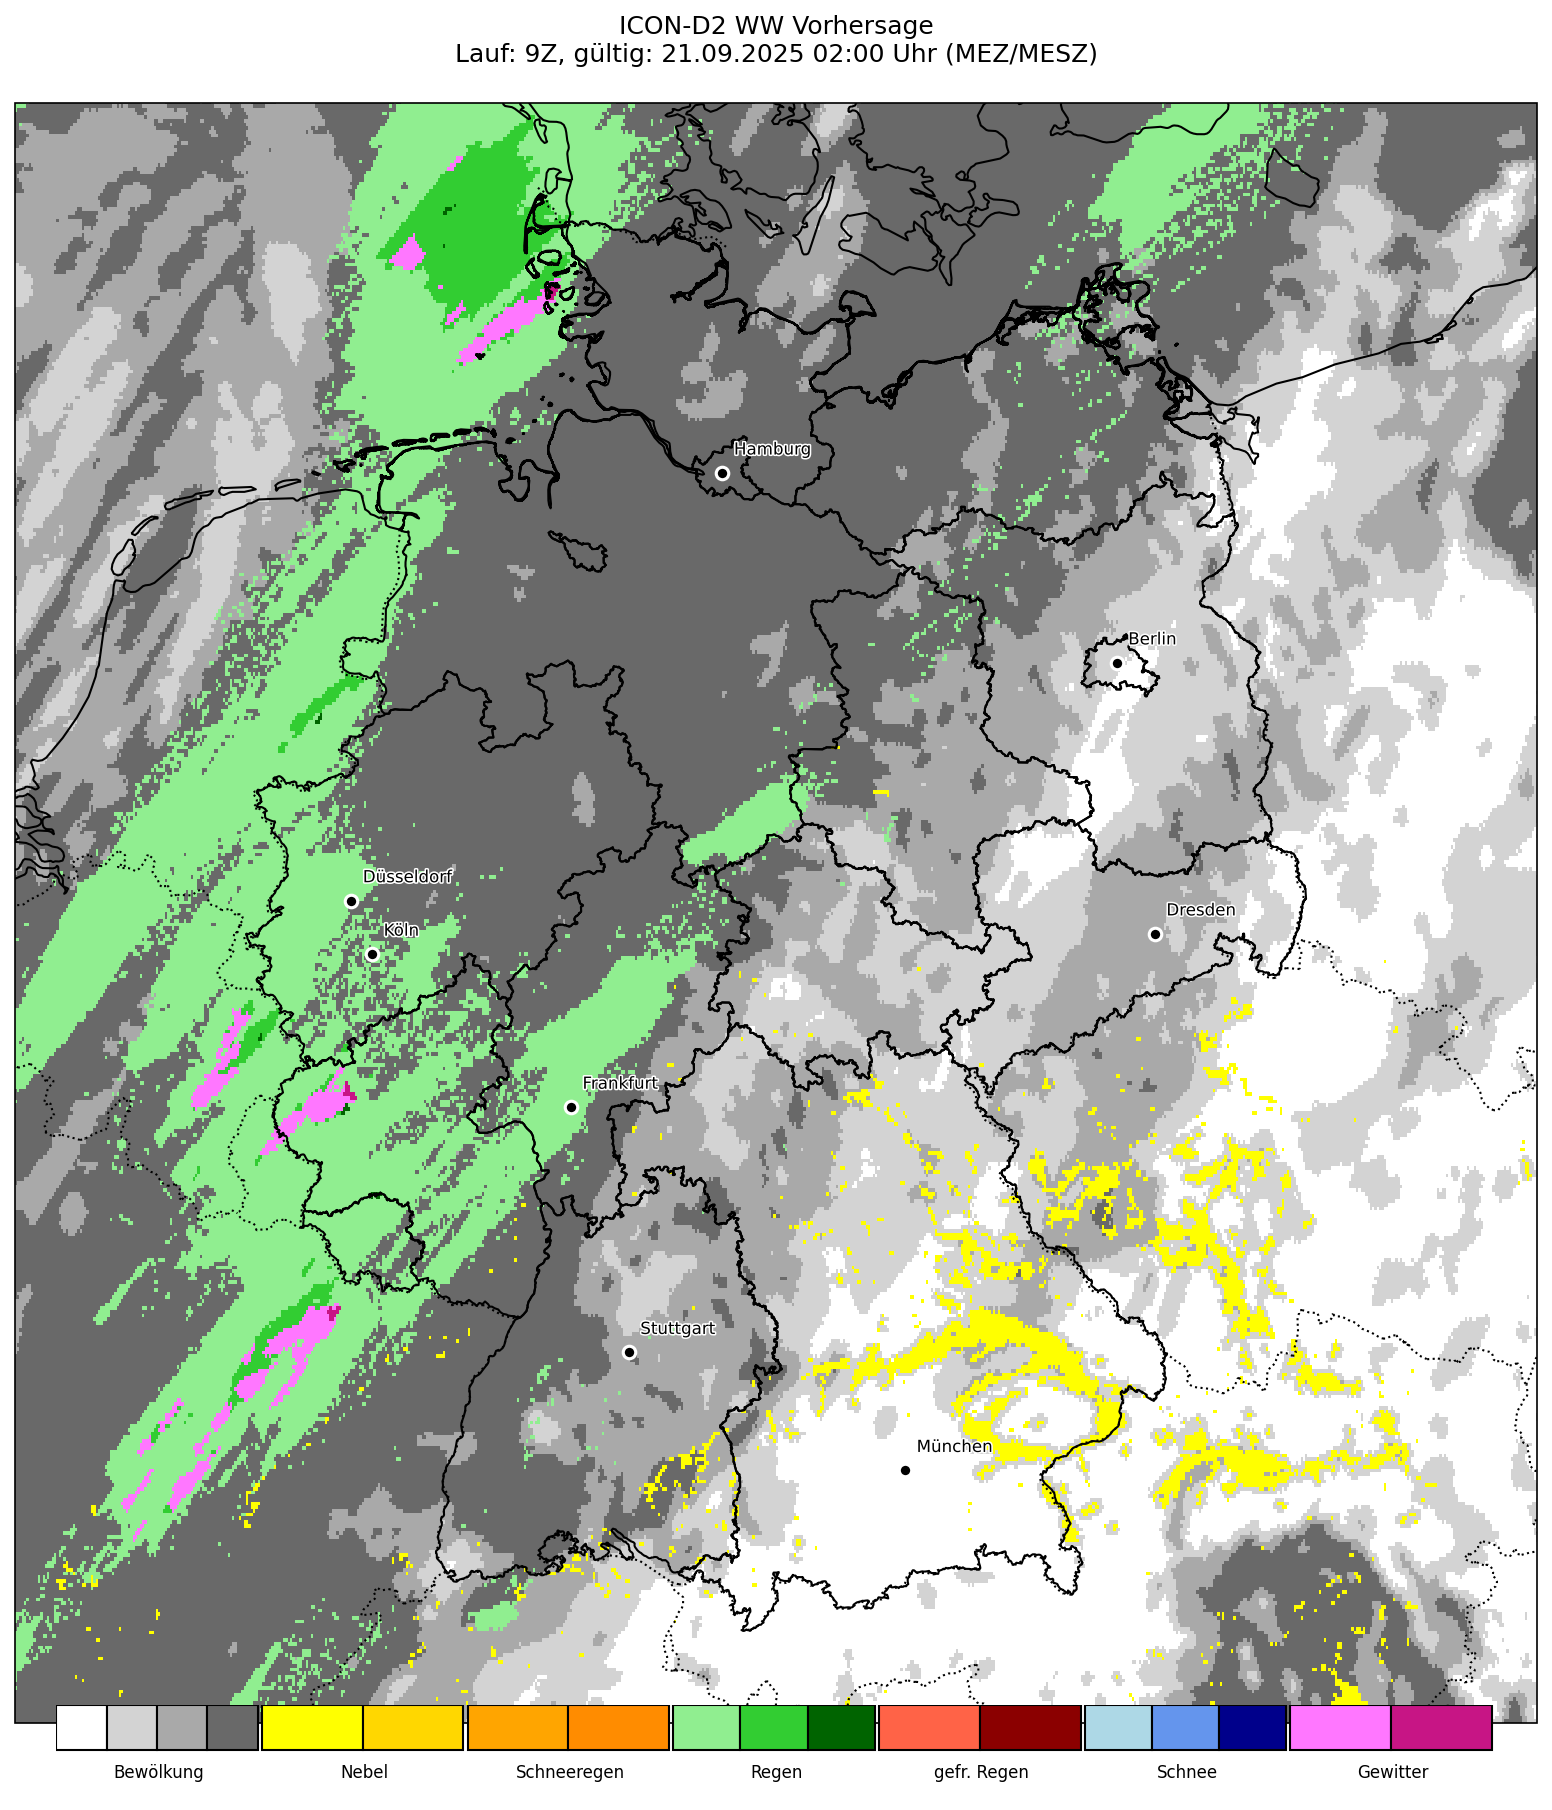 ICON-D2 WW Vorhersage
Lauf: 9Z, gültig: 21.09.2025 02:00 Uhr (MEZ/MESZ)
Hamburg
Berlin
Düsseldorf
Köln
Dresden
Frankfurt
Stuttgart
München
Bewölkung Nebel Schneeregen Regen gefr. Regen Schnee Gewitter